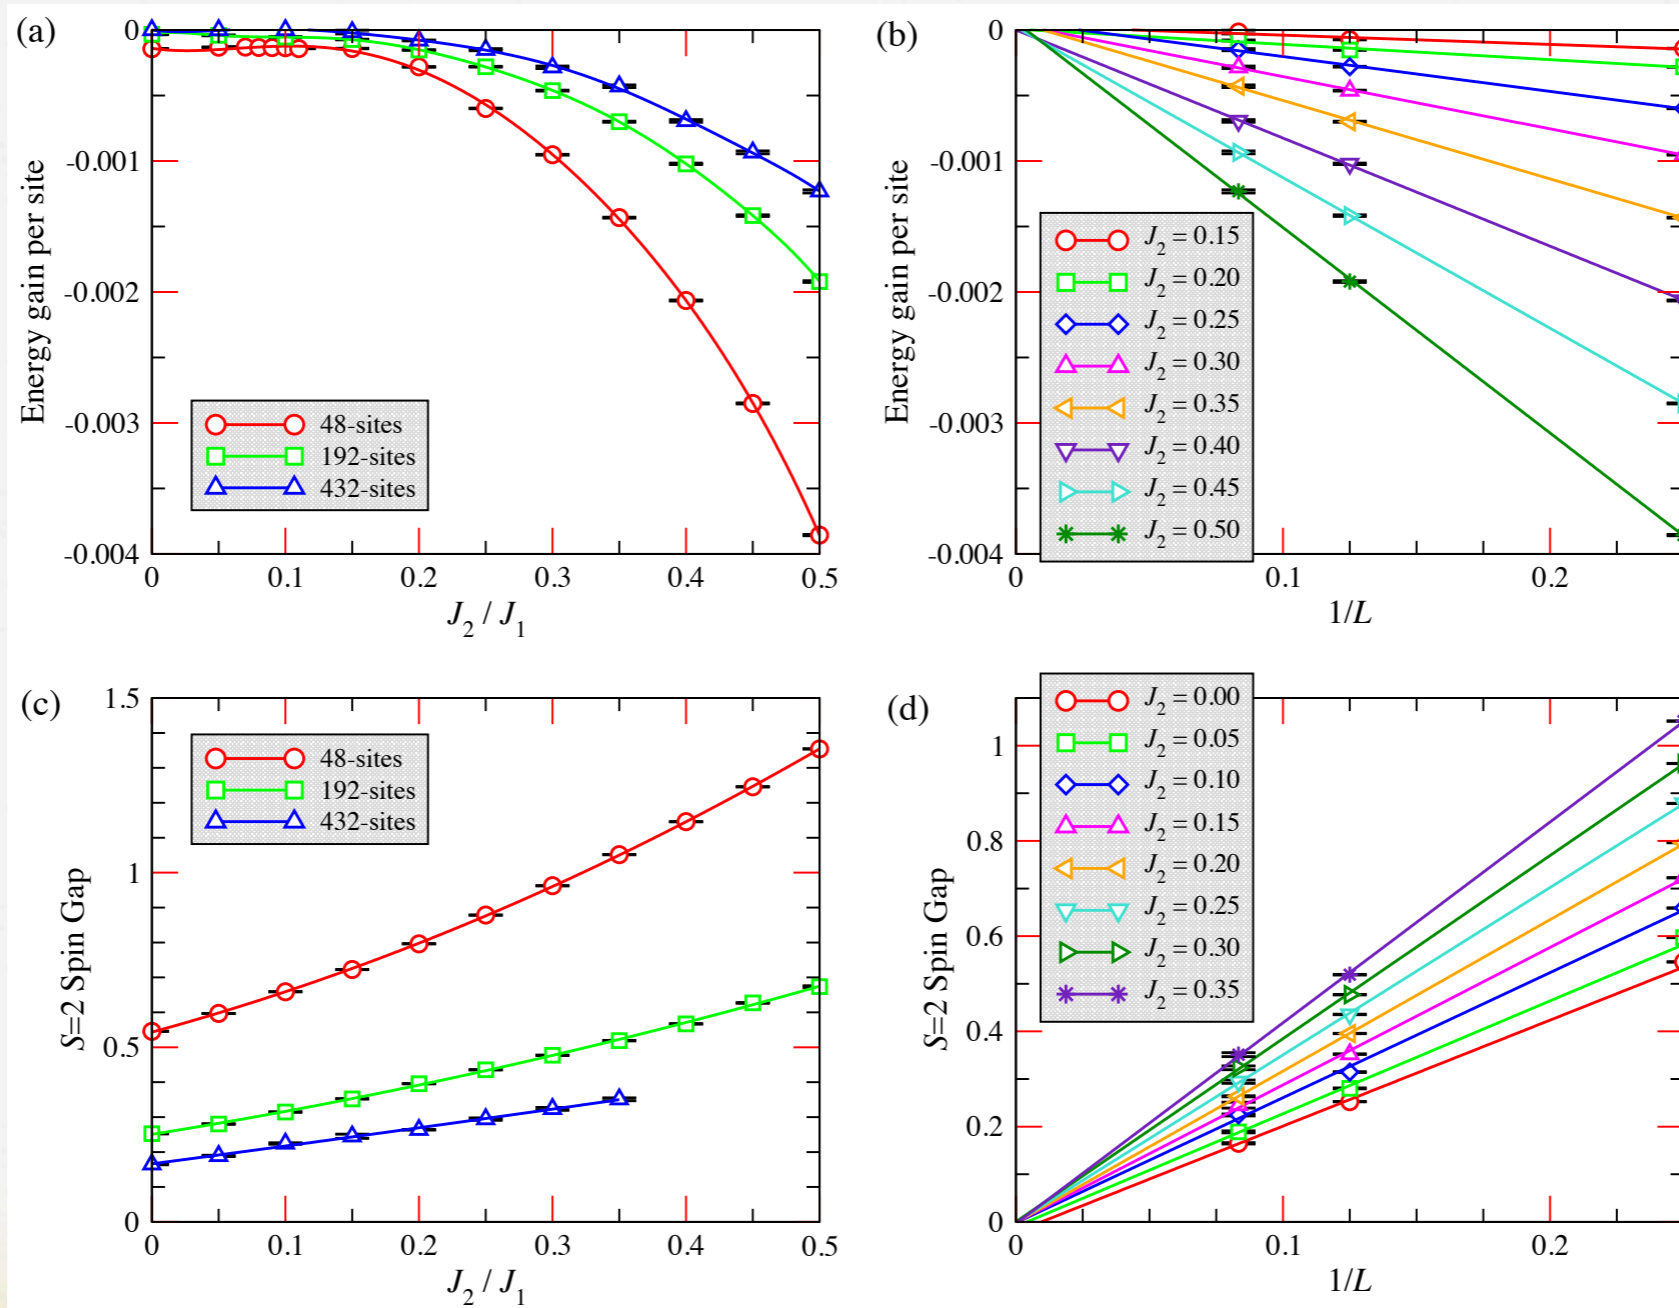 (a)
0
-0.001
-0.002
-0.003
-0.004
Energy gain per site
48-sites
192-sites
432-sites
0 0.1 0.2 0.3 0.4 0.5
J2 / J1
(b)
0
-0.001
-0.002
-0.003
-0.004
Energy gain per site
J2 = 0.15
J2 = 0.20
J2 = 0.25
J2 = 0.30
J2 = 0.35
J2 = 0.40
J2 = 0.45
J2 = 0.50
0 0.1 0.2
1/L
(c)
1.5
1
0.5
0
S=2 Spin Gap
48-sites
192-sites
432-sites
0 0.1 0.2 0.3 0.4 0.5
J2 / J1
(d)
1
0.8
0.6
0.4
0.2
0
S=2 Spin Gap
J2 = 0.00
J2 = 0.05
J2 = 0.10
J2 = 0.15
J2 = 0.20
J2 = 0.25
J2 = 0.30
J2 = 0.35
0 0.1 0.2
1/L